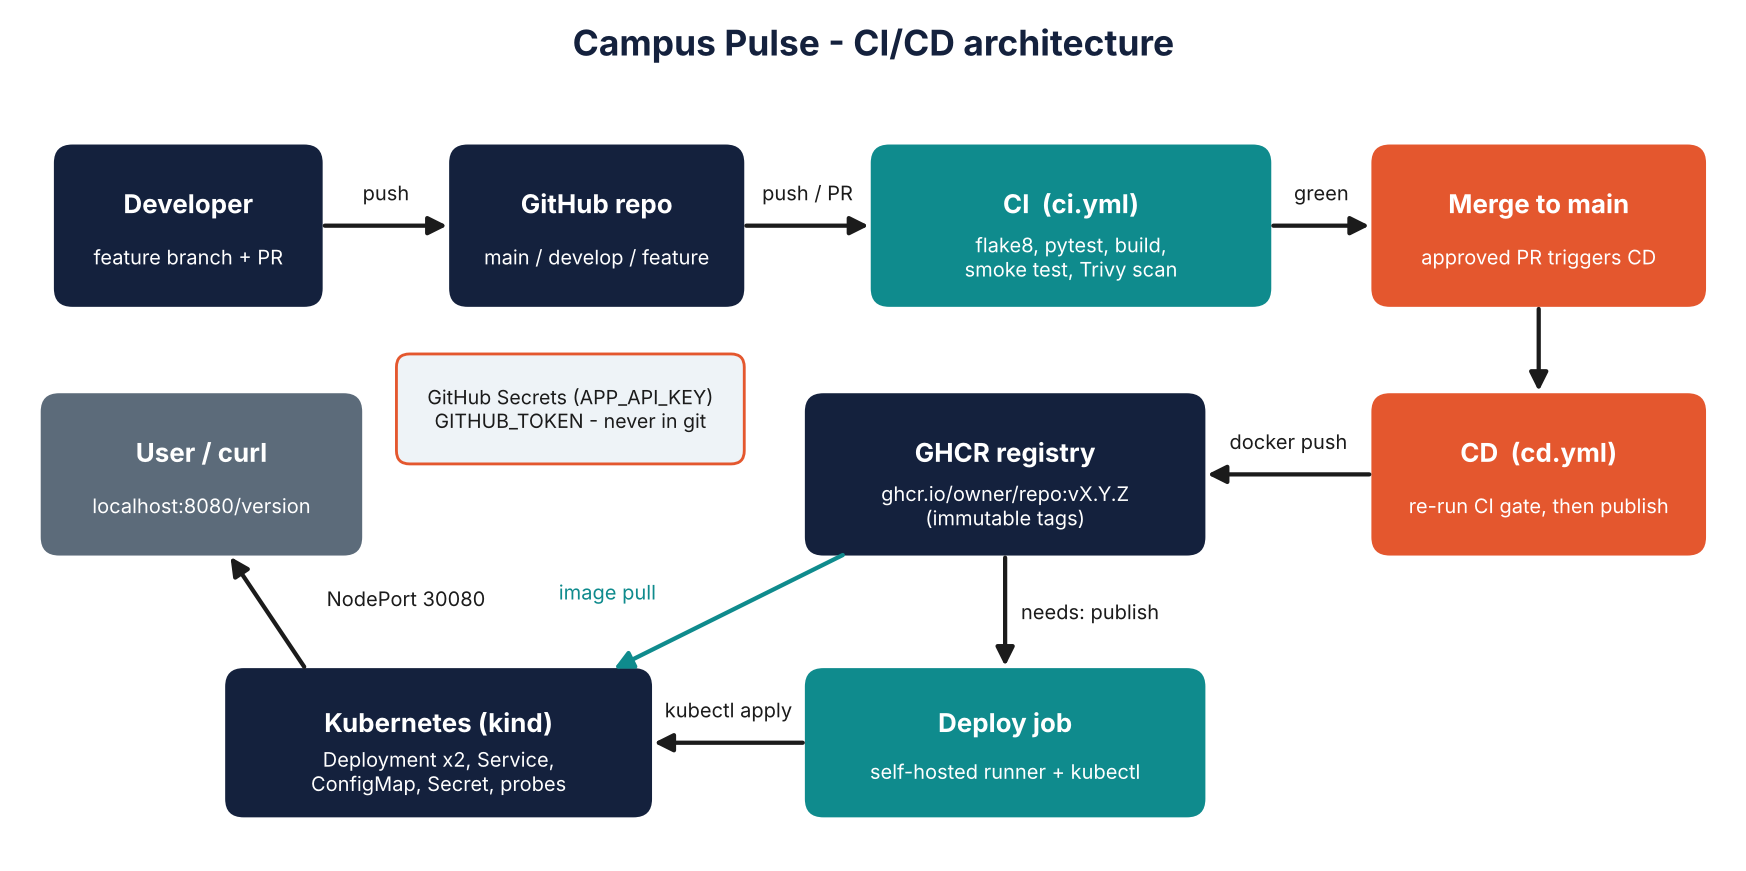 Campus Pulse - CI/CD architecture
Developer
feature branch + PR
push
GitHub repo
main / develop / feature
push / PR
CI (ci.yml)
flake8, pytest, build,
smoke test, Trivy scan
green
Merge to main
approved PR triggers CD
User / curl
localhost:8080/version
GitHub Secrets (APP_API_KEY)
GITHUB_TOKEN - never in git
GHCR registry
ghcr.io/owner/repo:vX.Y.Z
(immutable tags)
docker push
CD (cd.yml)
re-run CI gate, then publish
NodePort 30080
image pull
needs: publish
Kubernetes (kind)
Deployment x2, Service,
ConfigMap, Secret, probes
kubectl apply
Deploy job
self-hosted runner + kubectl